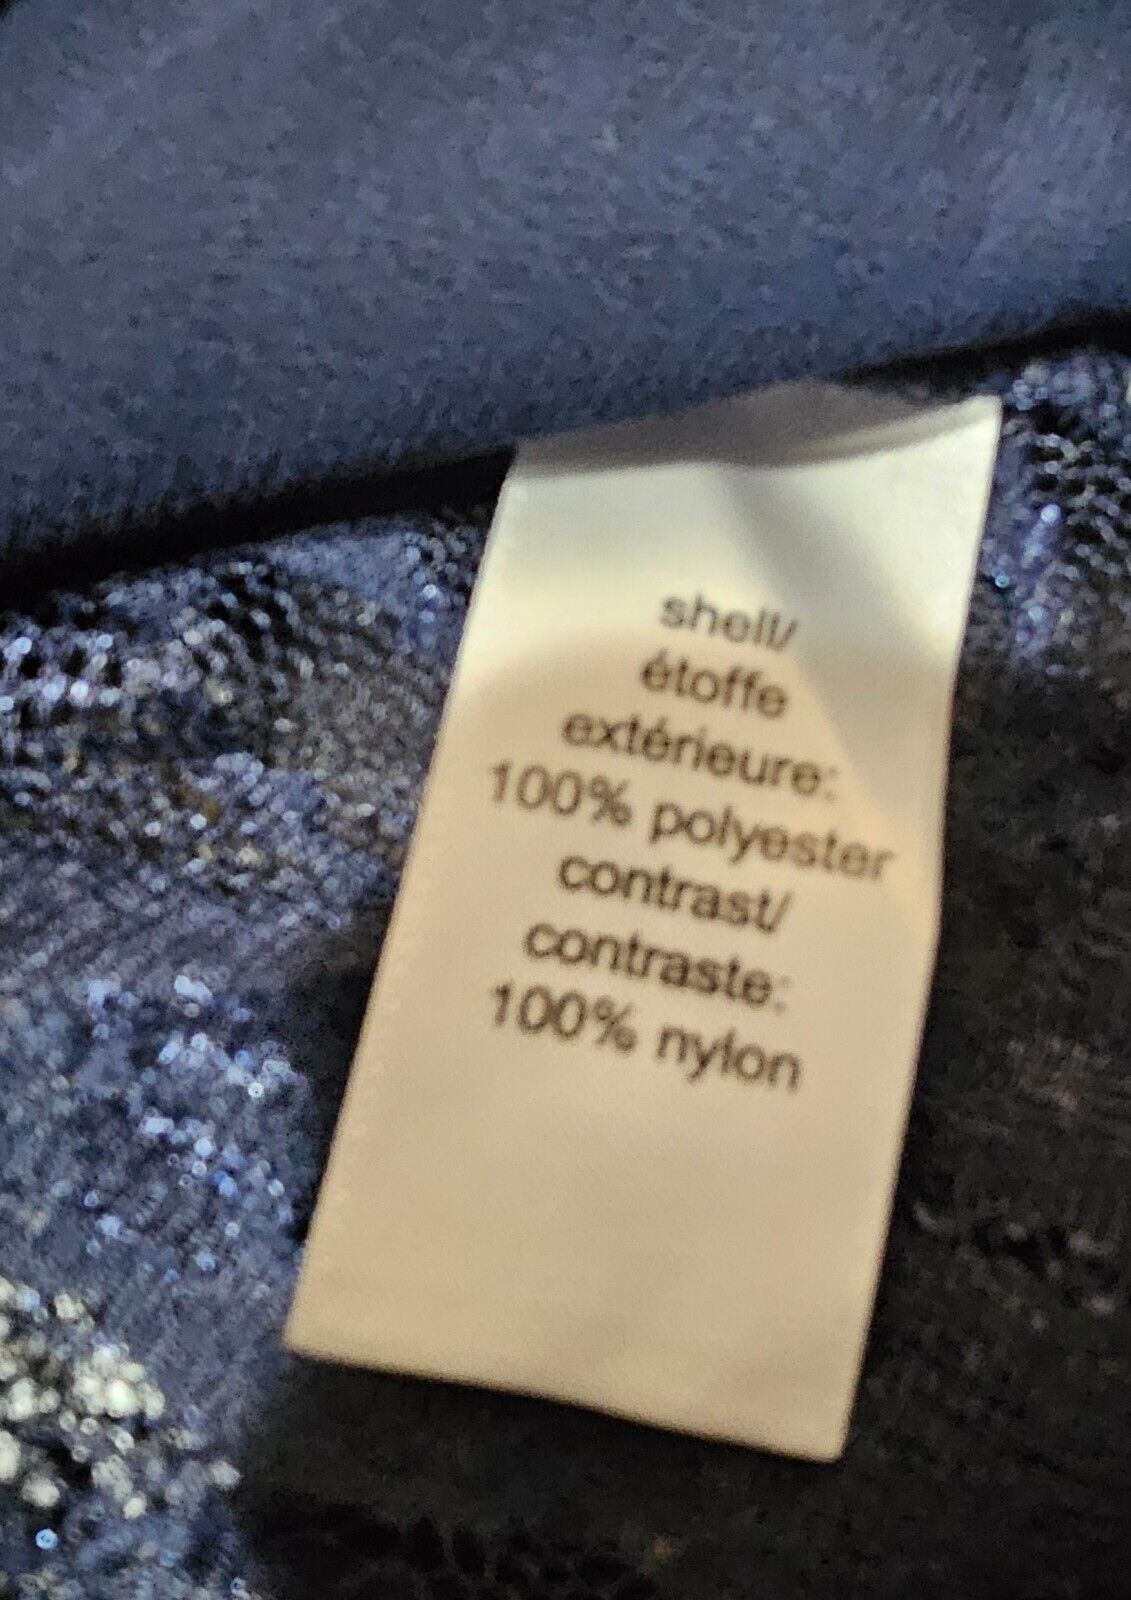 shell/
étoffe
extérieure:
100% polyester
contrast/
contraste:
100% nylon